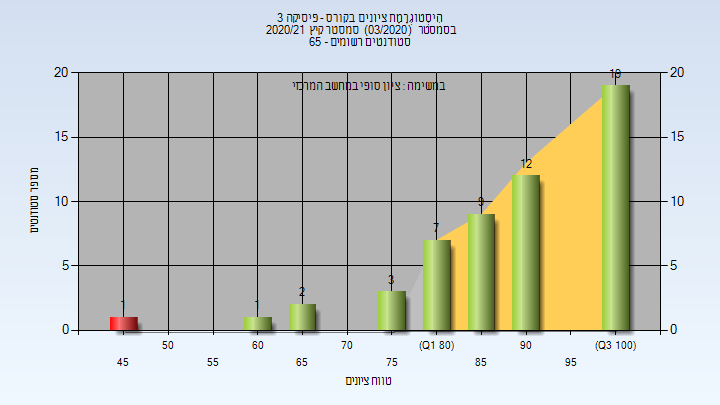 היסטוגרמת ציונים בקורס - פיסיקה 3
בסמסטר (03/2020) סמסטר קיץ 2020/21
סטודנטים רשומים - 65
במשימה : ציון סופי במחשב המרכזי
20 20
15 15
10 10
5 5
0 0
מספר סטודנטים
1 1 2 3 7 9 12 19
50 60 70 (Q1 80) 90 (Q3 100)
45 55 65 75 85 95
טווח ציונים